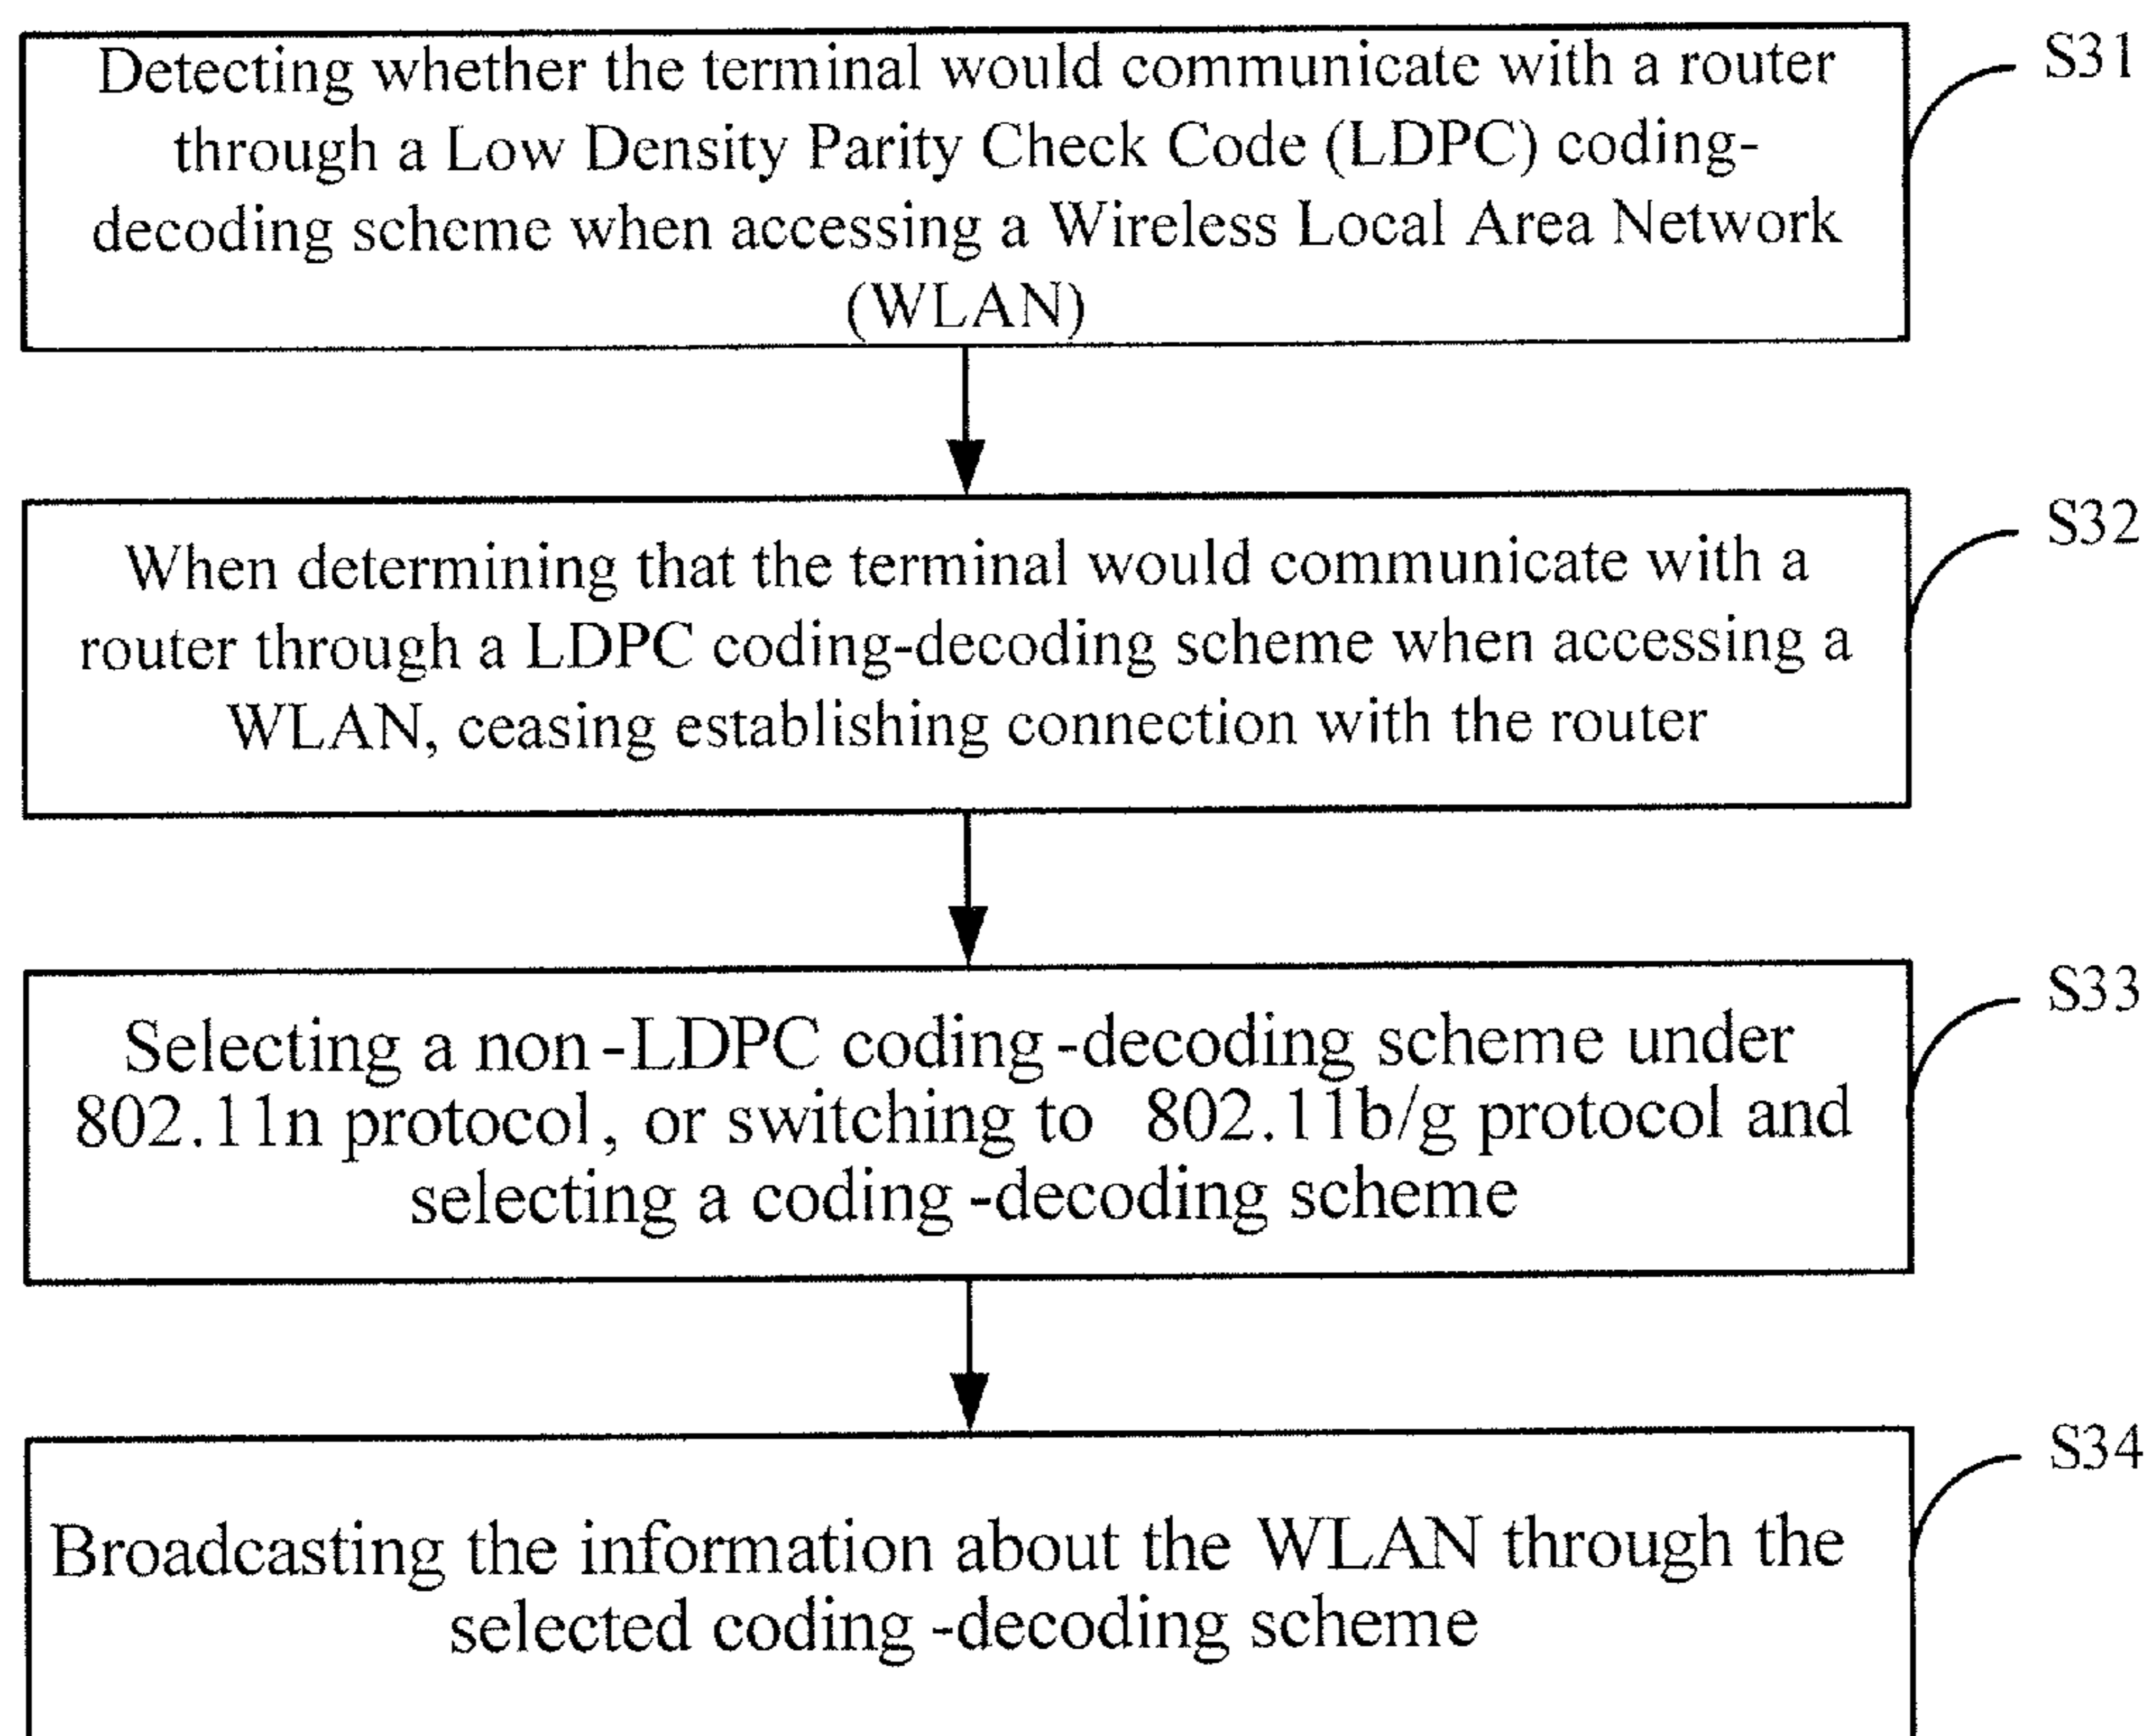 Detecting whether the terminal would communicate with a router
through a Low Density Parity Check Code (LDPC) coding-
decoding scheme when accessing a Wireless Local Area Network
(WLAN)
S31
When determining that the terminal would communicate with a
router through a LDPC coding-decoding scheme when accessing a
WLAN, ceasing establishing connection with the router
S32
Selecting a non-LDPC coding-decoding scheme under
802.11n protocol, or switching to 802.11b/g protocol and
selecting a coding-decoding scheme
S33
Broadcasting the information about the WLAN through the
selected coding-decoding scheme
S34